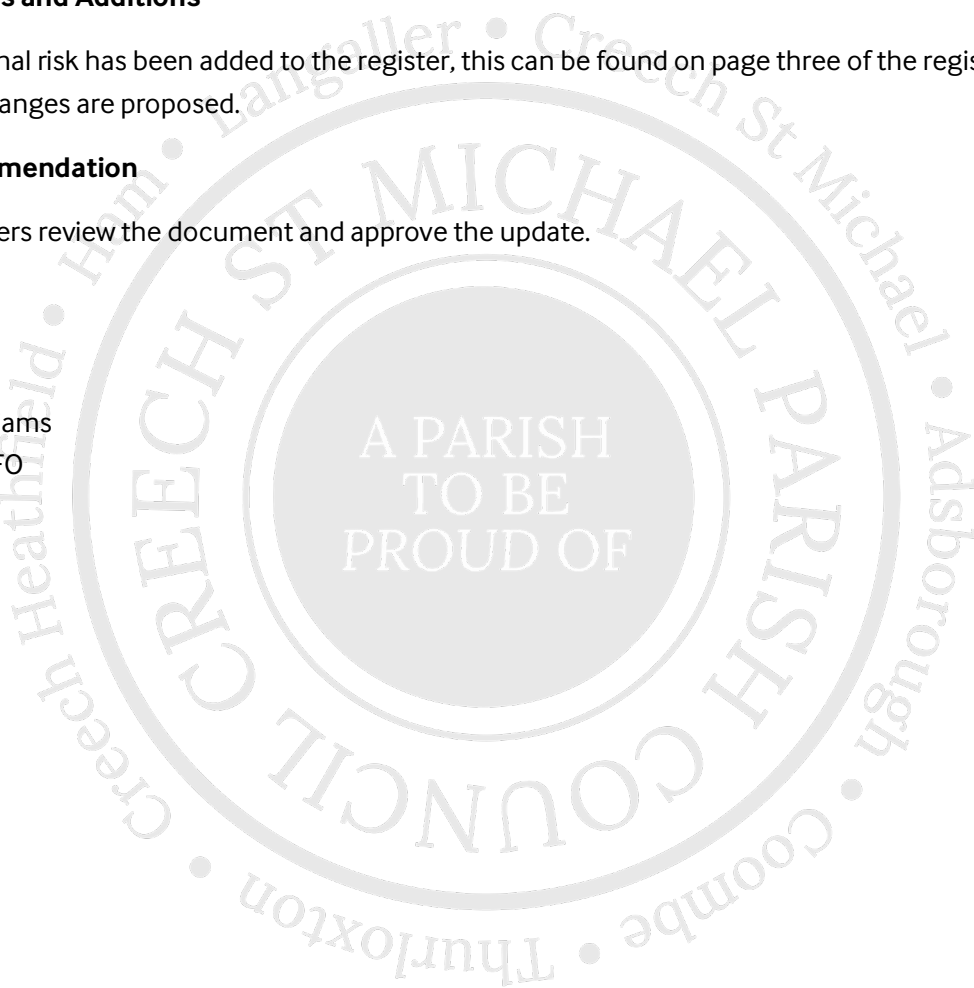 s and Additions
nal risk has been added to the register, this can be found on page three of the regis
anges are proposed.
mendation
ers review the document and approve the update.
ams
FO
CREECH ST MICHAEL PARISH COUNCIL
A PARISH
TO BE
PROUD OF
Creech Heathfield • Ham • Langaller • Creech St Michael • Adsborough • Coombe • Thurloxton •